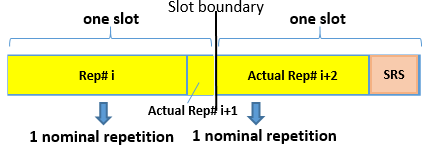 Slot boundary
one slot
one slot
Rep# i
Actual Rep# i+2
SRS
Actual Rep# i+1
1 nominal repetition
1 nominal repetition